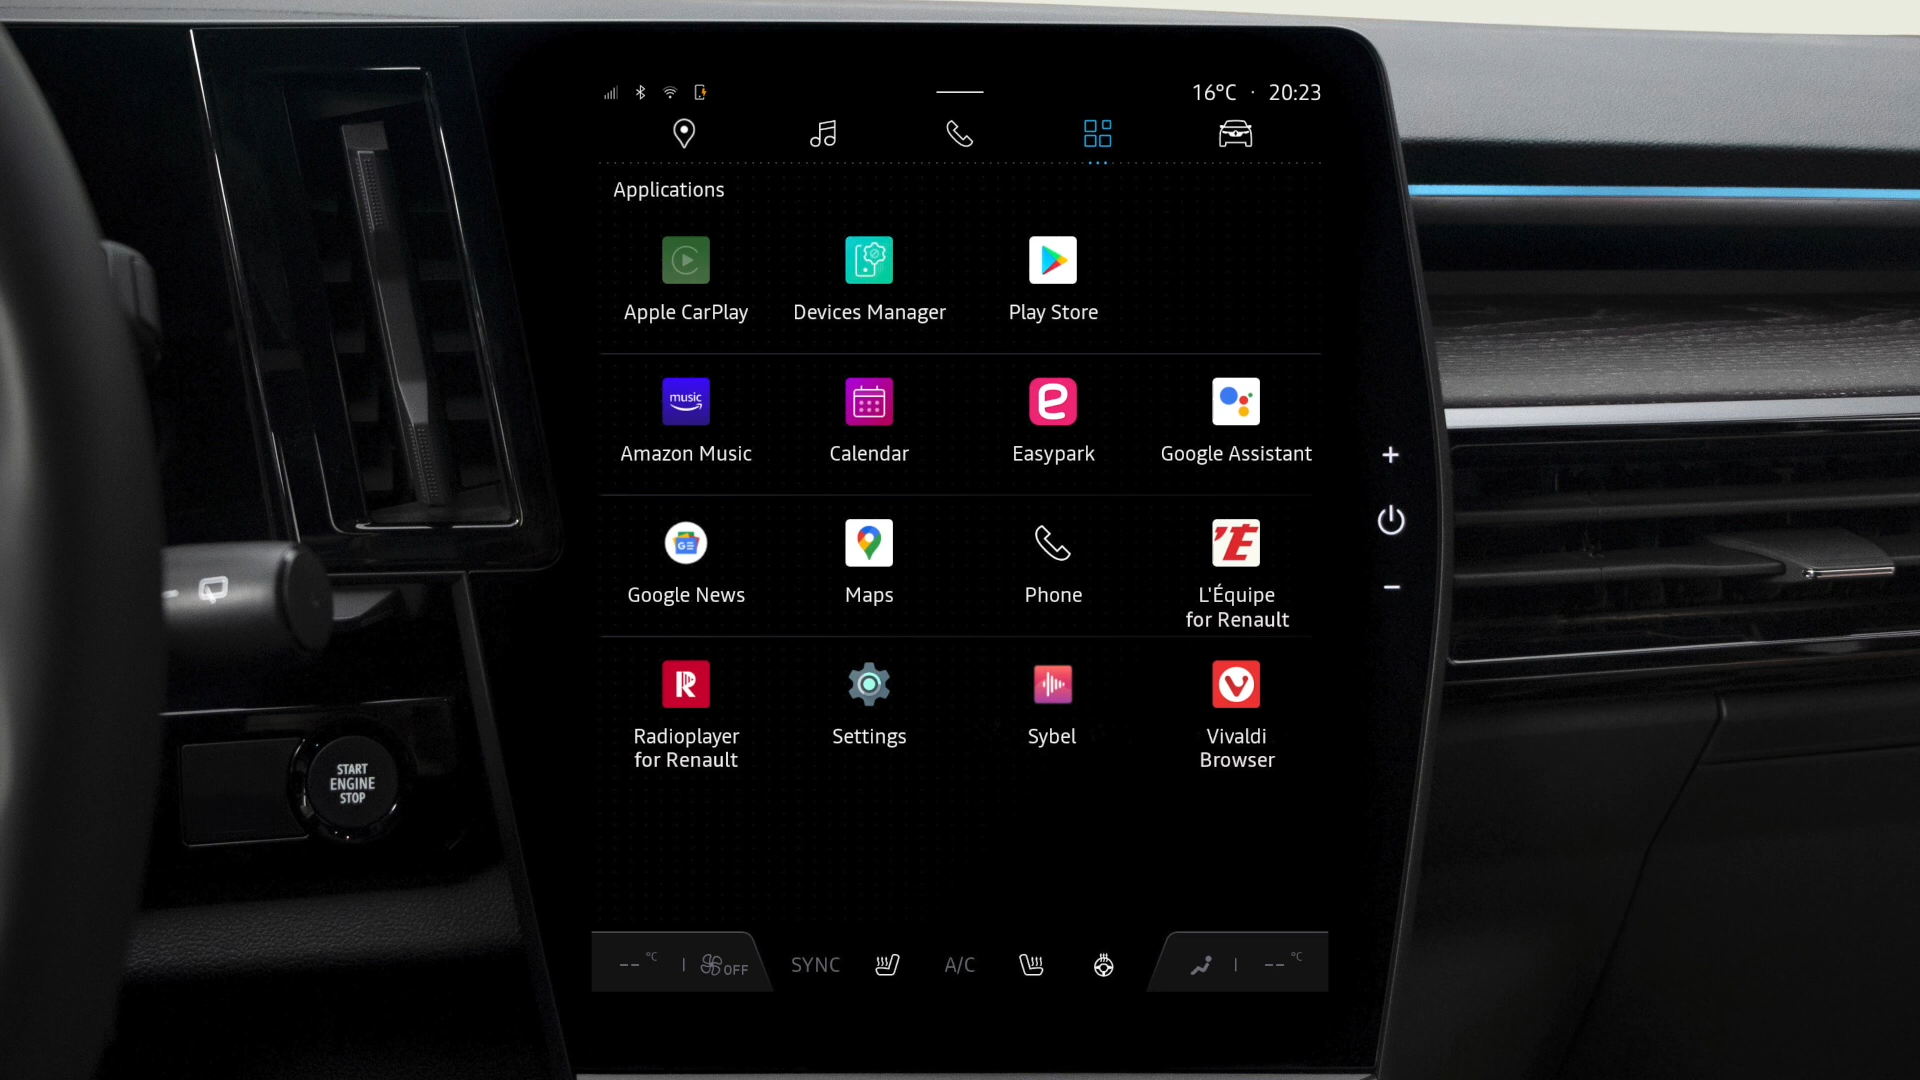 16°C · 20:23
Applications
Apple CarPlay
Devices Manager
Play Store
music
Amazon Music
Calendar
e
Easypark
Google Assistant
GE
Google News
Maps
Phone
'E
L'Équipe
for Renault
R
Radioplayer
for Renault
Settings
Sybel
Vivaldi
Browser
+
−
START
ENGINE
STOP
-- °C
OFF
SYNC
A/C
-- °C